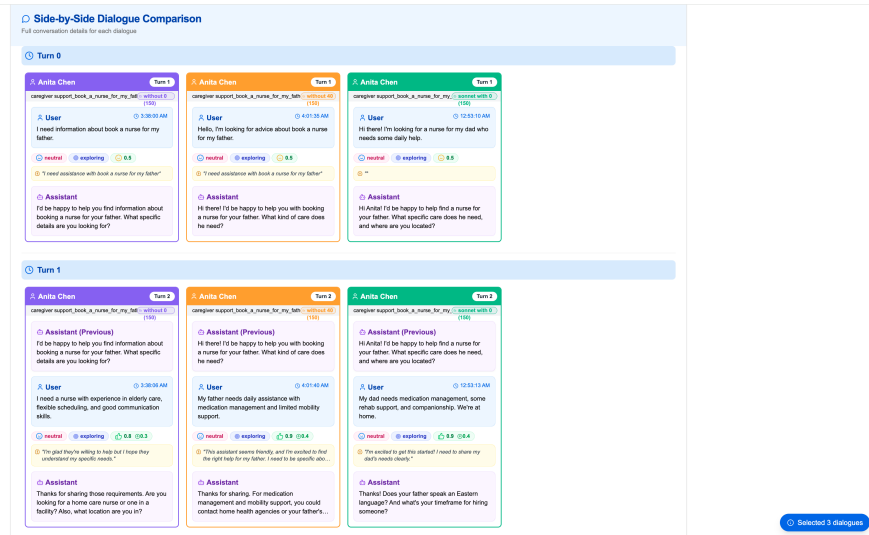 Side-by-Side Dialogue Comparison
Full conversation details for each dialogue
Turn 0
Anita Chen
Turn 1
caregiver support_book_a_nurse_for_my_fatl
- without 0
(150)
User
3:38:00 AM
I need information about book a nurse for my
father.
neutral
exploring
0.5
"I need assistance with book a nurse for my father"
Assistant
I'd be happy to help you find information about
booking a nurse for your father. What specific
details are you looking for?
Anita Chen
Turn 1
caregiver support_book_a_nurse_for_my_fath
- without 40
(150)
User
4:01:35 AM
Hello, I'm looking for advice about book a nurse
for my father.
neutral
exploring
0.5
"I need assistance with book a nurse for my father"
Assistant
Hi there! I'd be happy to help you with booking
a nurse for your father. What kind of care does
he need?
Anita Chen
Turn 1
caregiver support_book_a_nurse_for_my_
- sonnet with 0
(150)
User
12:53:10 AM
Hi there! I'm looking for a nurse for my dad who
needs some daily help.
neutral
exploring
0.5
""
Assistant
Hi Anita! I'd be happy to help find a nurse for
your father. What specific care does he need,
and where are you located?
Turn 1
Anita Chen
Turn 2
caregiver support_book_a_nurse_for_my_fatl
- without 0
(150)
Assistant (Previous)
I'd be happy to help you find information about
booking a nurse for your father. What specific
details are you looking for?
User
3:38:06 AM
I need a nurse with experience in elderly care,
flexible scheduling, and good communication
skills.
neutral
exploring
0.8
0.3
"I'm glad they're willing to help but I hope they
understand my specific needs."
Assistant
Thanks for sharing those requirements. Are you
looking for a home care nurse or one in a
facility? Also, what location are you in?
Anita Chen
Turn 2
caregiver support_book_a_nurse_for_my_fath
- without 40
(150)
Assistant (Previous)
Hi there! I'd be happy to help you with booking
a nurse for your father. What kind of care does
he need?
User
4:01:40 AM
My father needs daily assistance with
medication management and limited mobility
support.
neutral
exploring
0.9
0.4
"This assistant seems friendly, and I'm excited to find
the right help for my father. I need to be specific abo...
Assistant
Thanks for sharing. For medication
management and mobility support, you could
contact home health agencies or your father's...
Anita Chen
Turn 2
caregiver support_book_a_nurse_for_my_
- sonnet with 0
(150)
Assistant (Previous)
Hi Anita! I'd be happy to help find a nurse for
your father. What specific care does he need,
and where are you located?
User
12:53:13 AM
My dad needs medication management, some
rehab support, and companionship. We're at
home.
neutral
exploring
0.9
0.4
"I'm excited to get this started! I need to share my
dad's needs clearly."
Assistant
Thanks! Does your father speak an Eastern
language? And what's your timeframe for hiring
someone?
Selected 3 dialogues